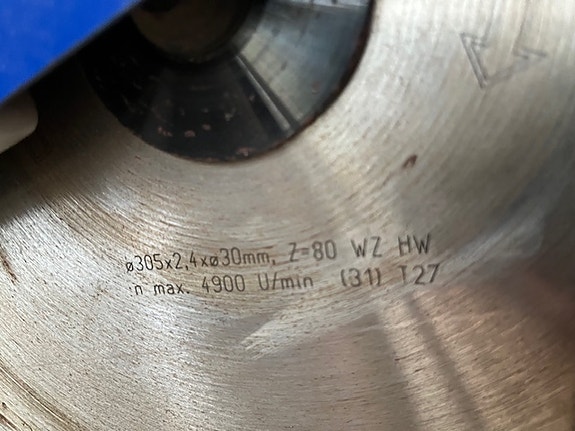 ø305x2,4xø30mm, Z=80 WZ HW
n max. 4900 U/min (31) T27